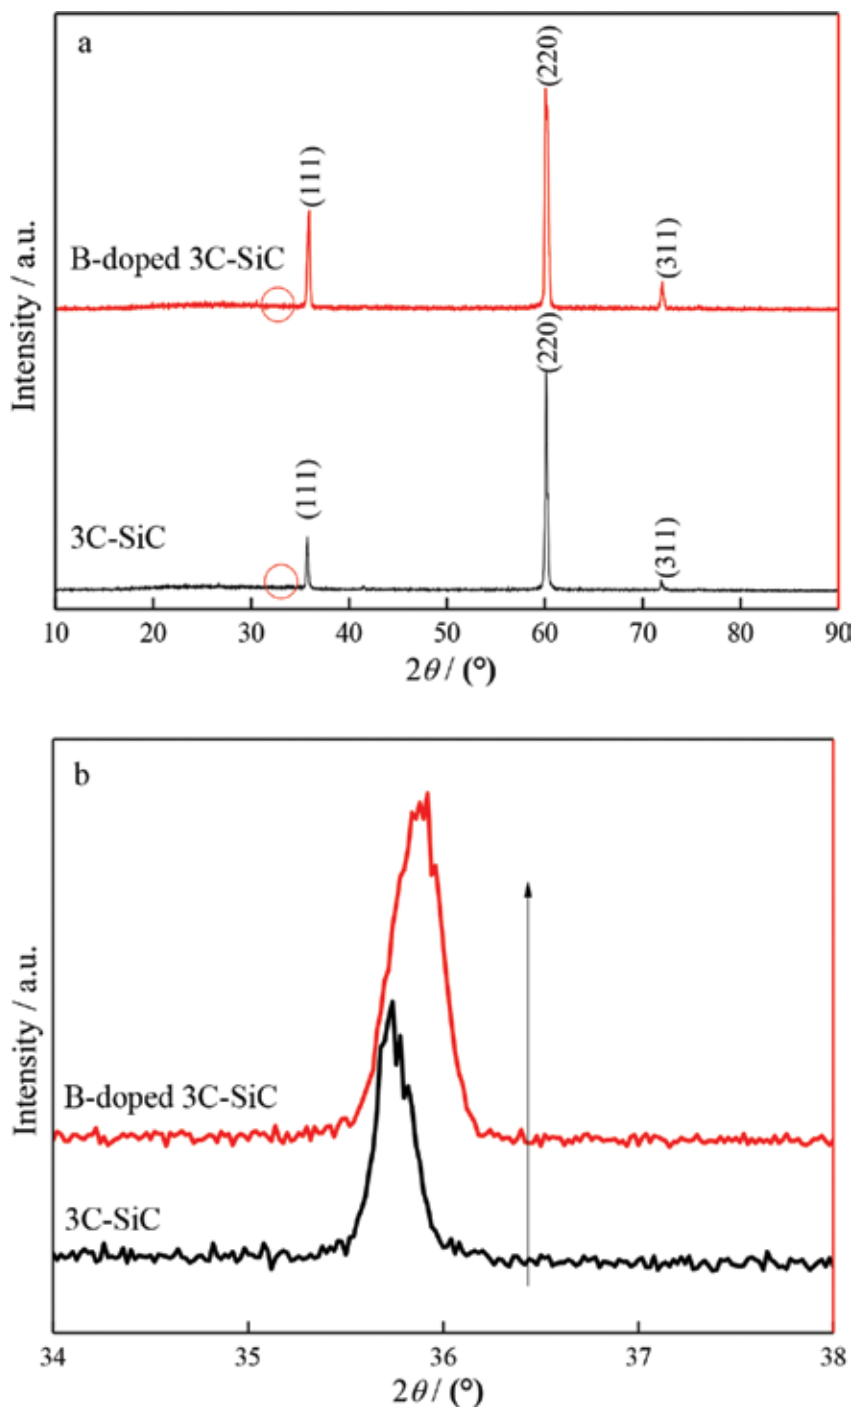 a
(220)
(111)
B-doped 3C-SiC
(311)
(220)
(111)
3C-SiC
(311)
Intensity / a.u.
10 20 30 40 50 60 70 80 90
2θ / (°)
b
B-doped 3C-SiC
3C-SiC
Intensity / a.u.
34 35 36 37 38
2θ / (°)